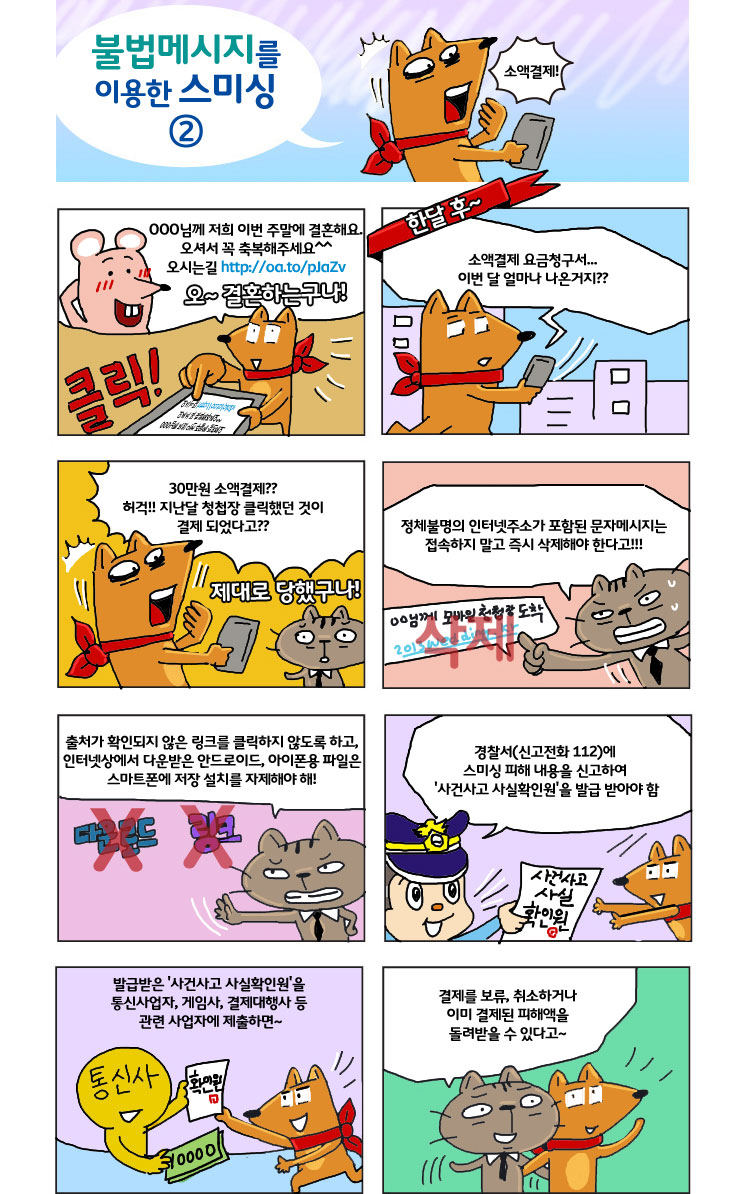 불법메시지를
이용한 스미싱
②
소액결제!
OOO님께 저희 이번 주말에 결혼해요.
오셔서 꼭 축복해주세요^^
오시는길 http://oa.to/pJaZv
오~ 결혼하는구나!
클릭!
한달 후~
소액결제 요금청구서...
이번 달 얼마나 나온거지??
30만원 소액결제??
허걱!! 지난달 청첩장 클릭했던 것이
결제 되었다고??
제대로 당했구나!
정체불명의 인터넷주소가 포함된 문자메시지는
접속하지 말고 즉시 삭제해야 한다고!!!
OO님께 모바일 청첩장 도착
삭제
출처가 확인되지 않은 링크를 클릭하지 않도록 하고,
인터넷상에서 다운받은 안드로이드, 아이폰용 파일은
스마트폰에 저장 설치를 자제해야 해!
다운로드 링크
경찰서(신고전화 112)에
스미싱 피해 내용을 신고하여
'사건사고 사실확인원'을 발급 받아야 함
사건사고
사실
확인원
발급받은 '사건사고 사실확인원'을
통신사업자, 게임사, 결제대행사 등
관련 사업자에 제출하면~
통신사
확인원
10000
결제를 보류, 취소하거나
이미 결제된 피해액을
돌려받을 수 있다고~